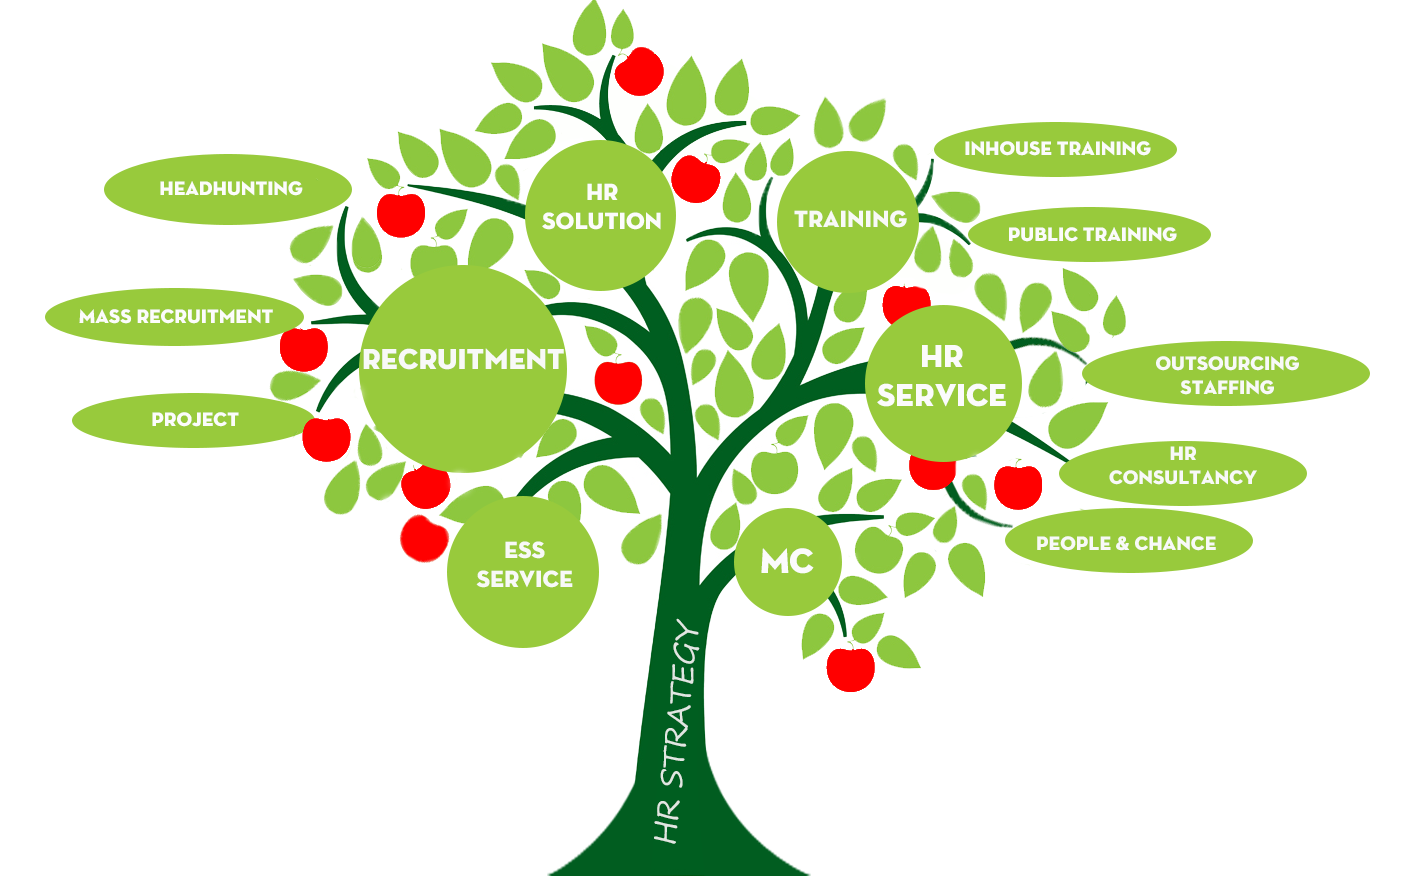 HR
SOLUTION
TRAINING
INHOUSE TRAINING
PUBLIC TRAINING
HEADHUNTING
MASS RECRUITMENT
PROJECT
RECRUITMENT
HR
SERVICE
OUTSOURCING
STAFFING
HR
CONSULTANCY
PEOPLE & CHANCE
ESS
SERVICE
MC
HR STRATEGY